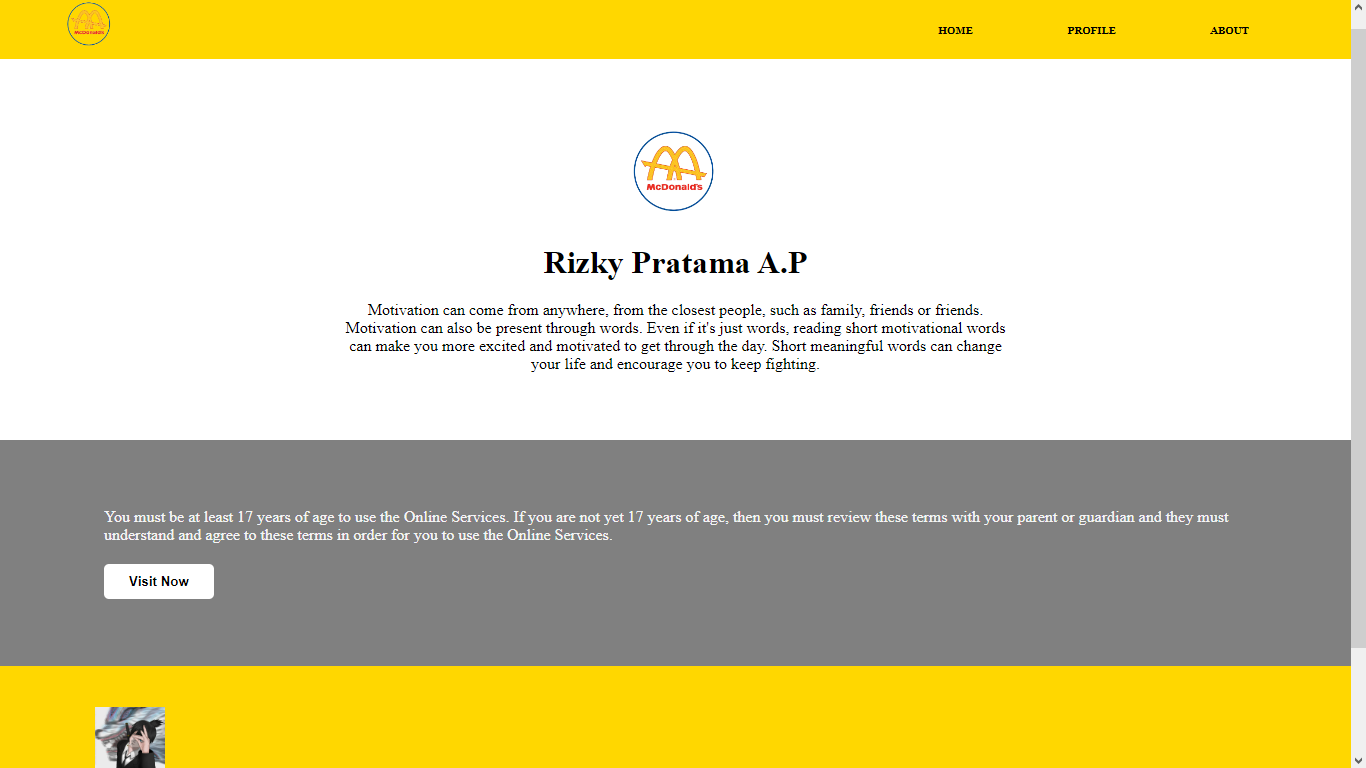 McDonald's
HOME
PROFILE
ABOUT
McDonald's
Rizky Pratama A.P
Motivation can come from anywhere, from the closest people, such as family, friends or friends.
Motivation can also be present through words. Even if it's just words, reading short motivational words
can make you more excited and motivated to get through the day. Short meaningful words can change
your life and encourage you to keep fighting.
You must be at least 17 years of age to use the Online Services. If you are not yet 17 years of age, then you must review these terms with your parent or guardian and they must
understand and agree to these terms in order for you to use the Online Services.
Visit Now